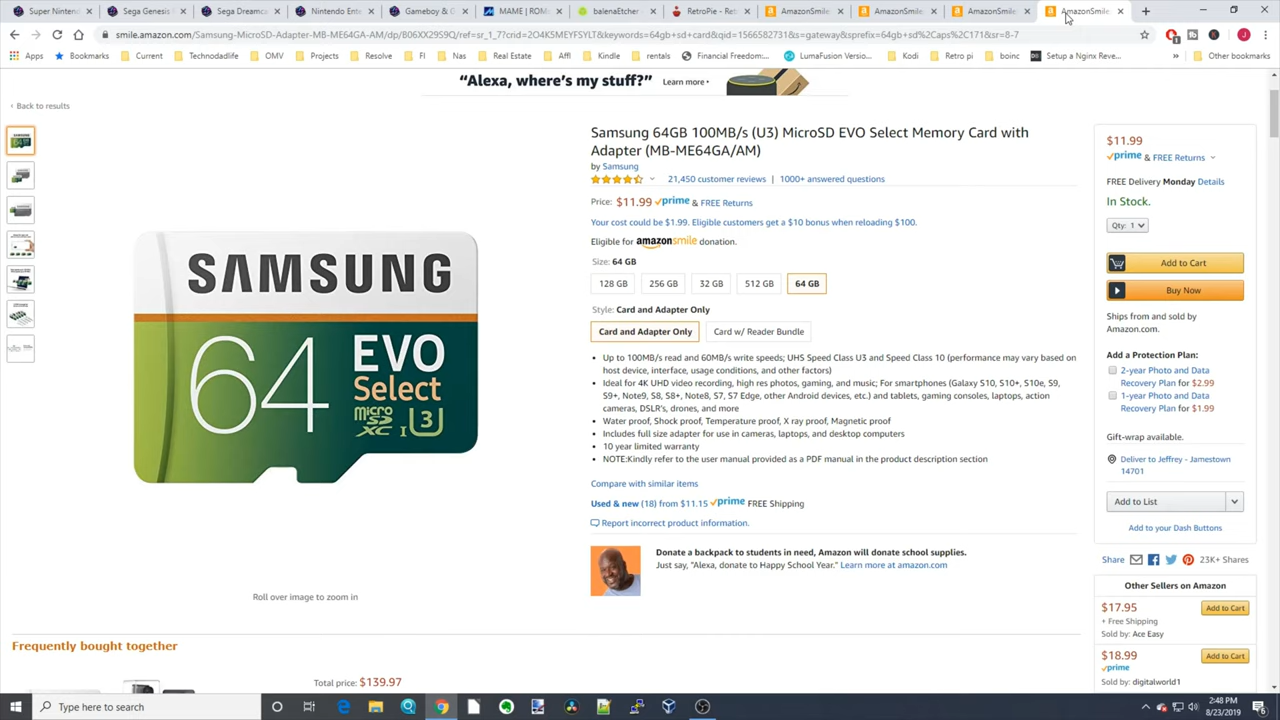 Super Nintend
Sega Genesis
Sega Dreamc
Nintendo Ente
Gameboy & G
MAME | ROM
balenaEtcher
RetroPie - Ret
AmazonSmile
AmazonSmile
AmazonSmile
AmazonSmile
smile.amazon.com/Samsung-MicroSD-Adapter-MB-ME64GA-AM/dp/B06XX29S9Q/ref=sr_1_7?crid=2O4K5MEYFSYLT&keywords=64gb+sd+card&qid=1566582731&s=gateway&sprefix=64gb+sd%2Caps%2C171&sr=8-7
Apps
Bookmarks
Current
Technodadlife
OMV
Projects
Resolve
FI
Nas
Real Estate
Affl
Kindle
rentals
Financial Freedom:...
LumaFusion Video...
Kodi
Retro pi
boinc
Setup a Nginx Reve...
Other bookmarks
“Alexa, where’s my stuff?”
Learn more ›
‹ Back to results
Samsung 64GB 100MB/s (U3) MicroSD EVO Select Memory Card with
Adapter (MB-ME64GA/AM)
by Samsung
21,450 customer reviews | 1000+ answered questions
Price: $11.99 prime & FREE Returns
Your cost could be $1.99. Eligible customers get a $10 bonus when reloading $100.
Eligible for amazonsmile donation.
Size: 64 GB
128 GB
256 GB
32 GB
512 GB
64 GB
Style: Card and Adapter Only
Card and Adapter Only
Card w/ Reader Bundle
• Up to 100MB/s read and 60MB/s write speeds; UHS Speed Class U3 and Speed Class 10 (performance may vary based on
host device, interface, usage conditions, and other factors)
• Ideal for 4K UHD video recording, high res photos, gaming, and music; For smartphones (Galaxy S10, S10+, S10e, S9,
S9+, Note9, S8, S8+, Note8, S7, S7 Edge, other Android devices, etc.) and tablets, gaming consoles, laptops, action
cameras, DSLR's, drones, and more
• Water proof, Shock proof, Temperature proof, X ray proof, Magnetic proof
• Includes full size adapter for use in cameras, laptops, and desktop computers
• 10 year limited warranty
• NOTE:Kindly refer to the user manual provided as a PDF manual in the product description section
Compare with similar items
Used & new (18) from $11.15 prime FREE Shipping
Report incorrect product information.
Donate a backpack to students in need, Amazon will donate school supplies.
Just say, "Alexa, donate to Happy School Year." Learn more at amazon.com
SAMSUNG
64
EVO
Select
micro
SD
XC I U3
Roll over image to zoom in
Frequently bought together
Total price: $139.97
$11.99
prime & FREE Returns
FREE Delivery Monday Details
In Stock.
Qty: 1
Add to Cart
Buy Now
Ships from and sold by
Amazon.com.
Add a Protection Plan:
2-year Photo and Data
Recovery Plan for $2.99
1-year Photo and Data
Recovery Plan for $1.99
Gift-wrap available.
Deliver to Jeffrey - Jamestown
14701
Add to List
Add to your Dash Buttons
Share
23K+ Shares
Other Sellers on Amazon
$17.95
Add to Cart
+ Free Shipping
Sold by: Ace Easy
$18.99
Add to Cart
prime
Sold by: digitalworld1
Type here to search
2:48 PM
8/23/2019